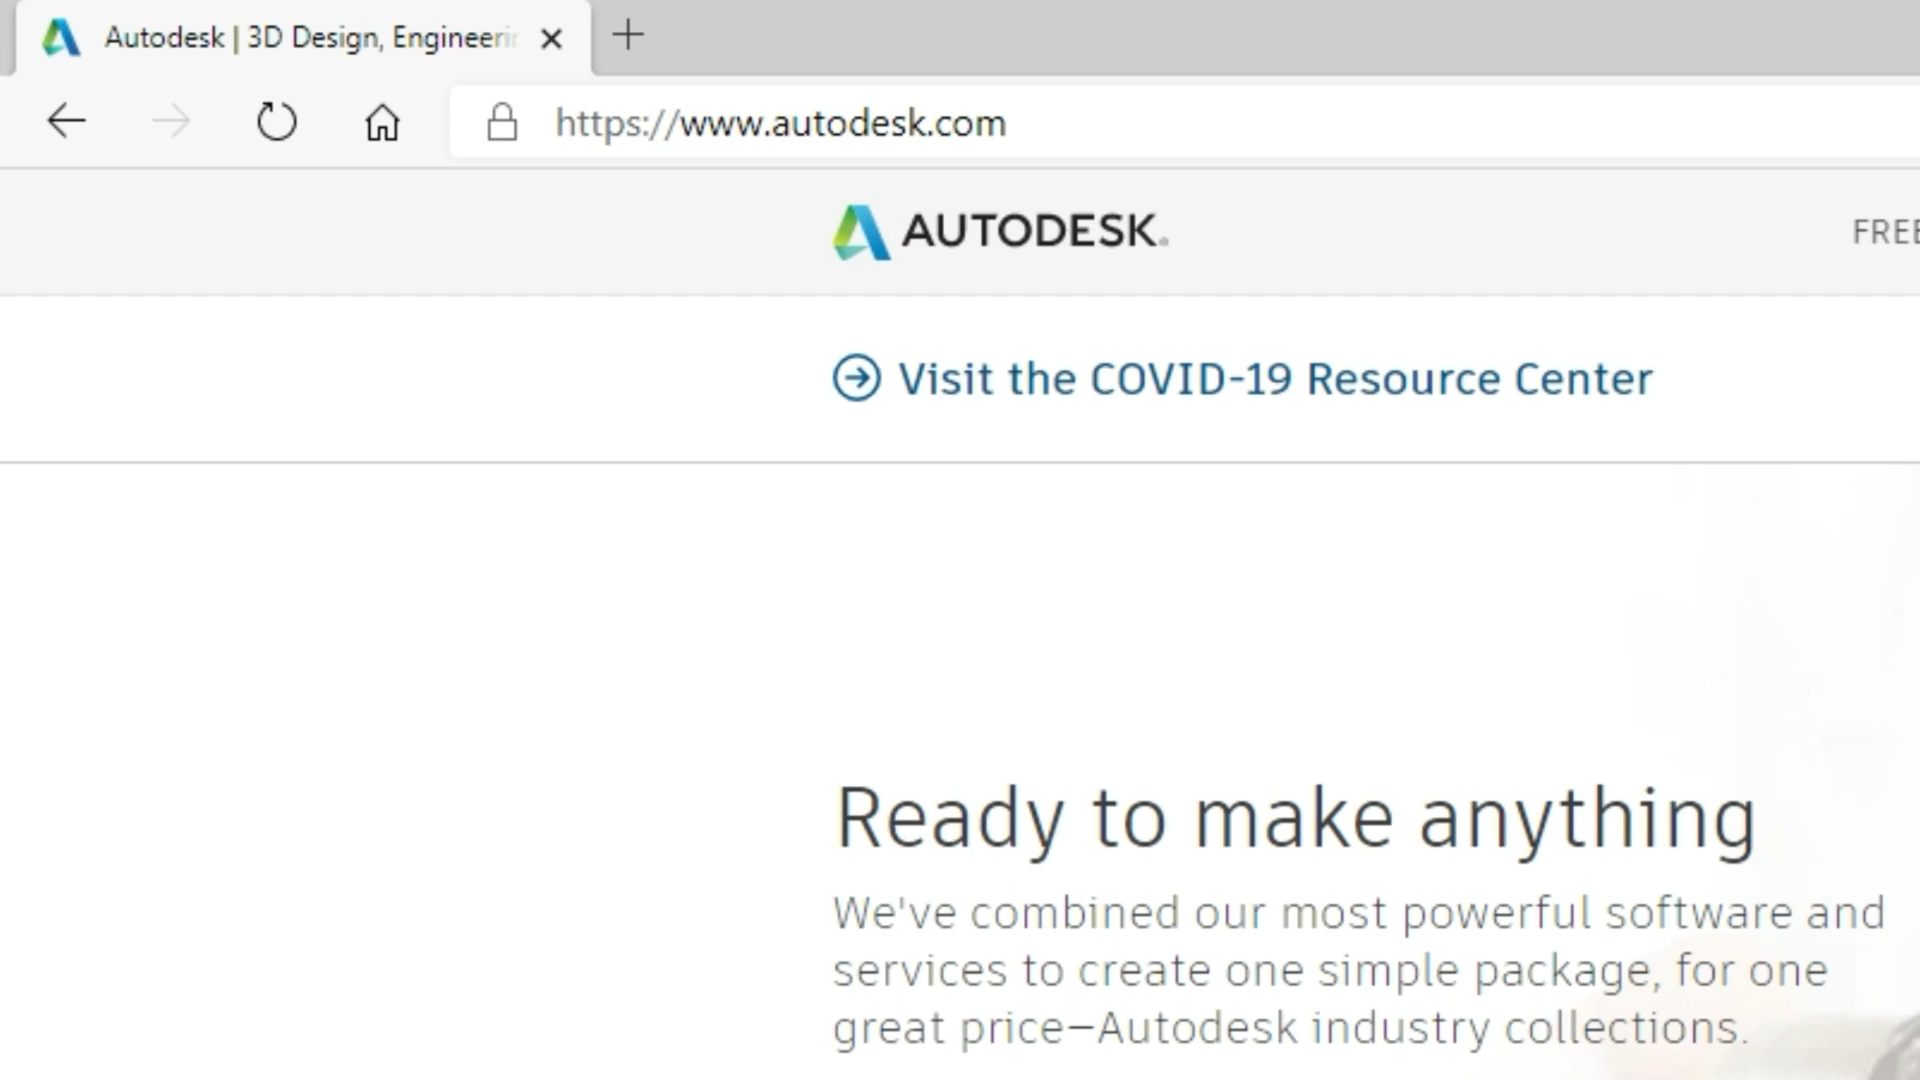 Autodesk | 3D Design, Engineerin
https://www.autodesk.com
AUTODESK.
FREE
Visit the COVID-19 Resource Center
Ready to make anything
We've combined our most powerful software and
services to create one simple package, for one
great price—Autodesk industry collections.